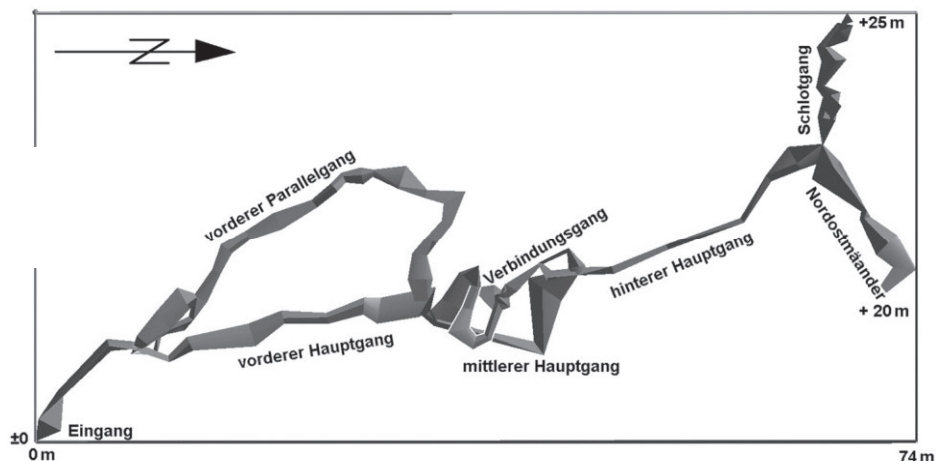 +25 m
Schlotgang
vorderer Parallelgang
Verbindungsgang
Nordostmäander
hinterer Hauptgang
+ 20 m
vorderer Hauptgang
mittlerer Hauptgang
Eingang
±0
0 m
74 m